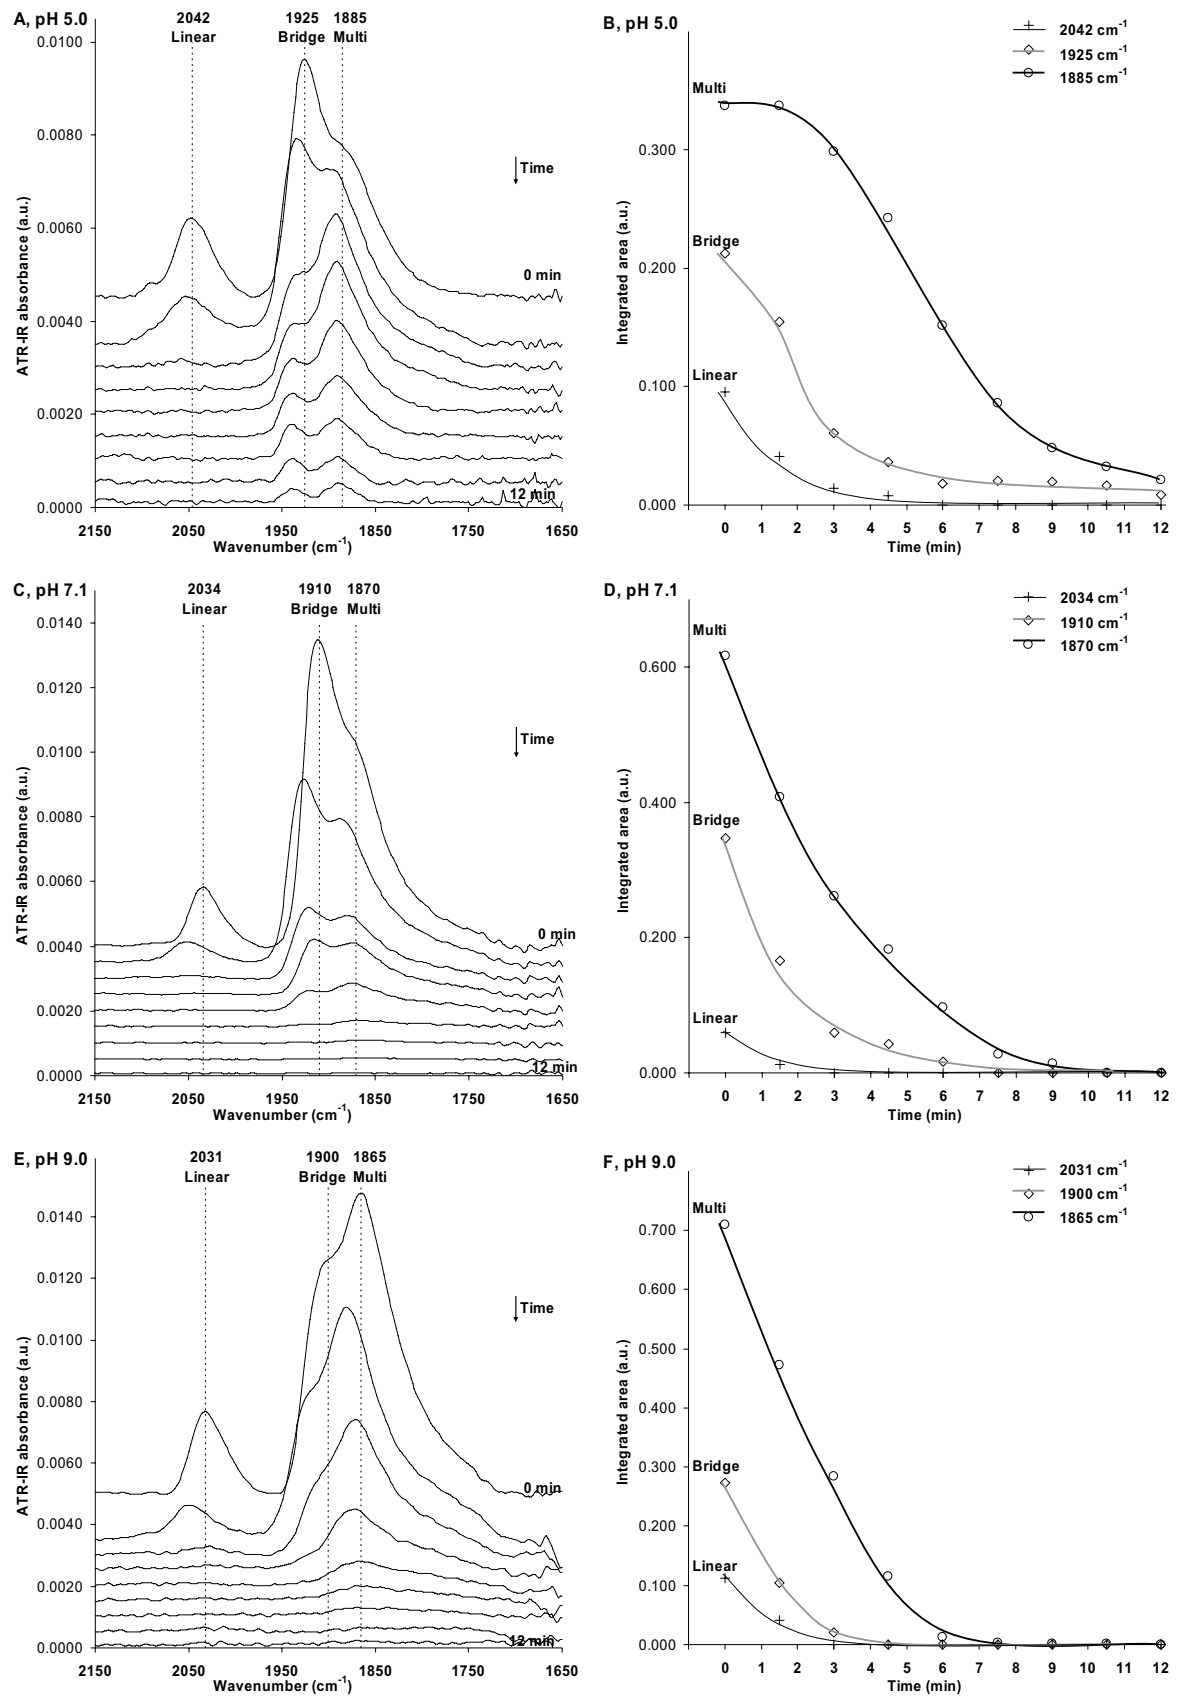 A, pH 5.0
2042 1925 1885
Linear Bridge Multi
0.0100
0.0080
0.0060
0.0040
0.0020
0.0000
ATR-IR absorbance (a.u.)
Time
0 min
12 min
2150 2050 1950 1850 1750 1650
Wavenumber (cm-1)
B, pH 5.0
2042 cm-1
1925 cm-1
1885 cm-1
Multi
Bridge
Linear
0.300
0.200
0.100
0.000
Integrated area (a.u.)
0 1 2 3 4 5 6 7 8 9 10 11 12
Time (min)
C, pH 7.1
2034 1910 1870
Linear Bridge Multi
0.0140
0.0120
0.0100
0.0080
0.0060
0.0040
0.0020
0.0000
ATR-IR absorbance (a.u.)
Time
0 min
12 min
2150 2050 1950 1850 1750 1650
Wavenumber (cm-1)
D, pH 7.1
2034 cm-1
1910 cm-1
1870 cm-1
Multi
Bridge
Linear
0.600
0.400
0.200
0.000
Integrated area (a.u.)
0 1 2 3 4 5 6 7 8 9 10 11 12
Time (min)
E, pH 9.0
2031 1900 1865
Linear Bridge Multi
0.0140
0.0120
0.0100
0.0080
0.0060
0.0040
0.0020
0.0000
ATR-IR absorbance (a.u.)
Time
0 min
12 min
2150 2050 1950 1850 1750 1650
Wavenumber (cm-1)
F, pH 9.0
2031 cm-1
1900 cm-1
1865 cm-1
Multi
Bridge
Linear
0.700
0.600
0.500
0.400
0.300
0.200
0.100
0.000
Integrated area (a.u.)
0 1 2 3 4 5 6 7 8 9 10 11 12
Time (min)